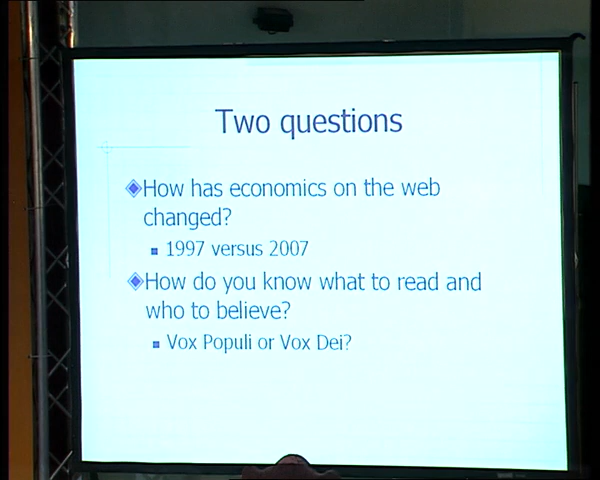 Two questions
How has economics on the web
changed?
1997 versus 2007
How do you know what to read and
who to believe?
Vox Populi or Vox Dei?